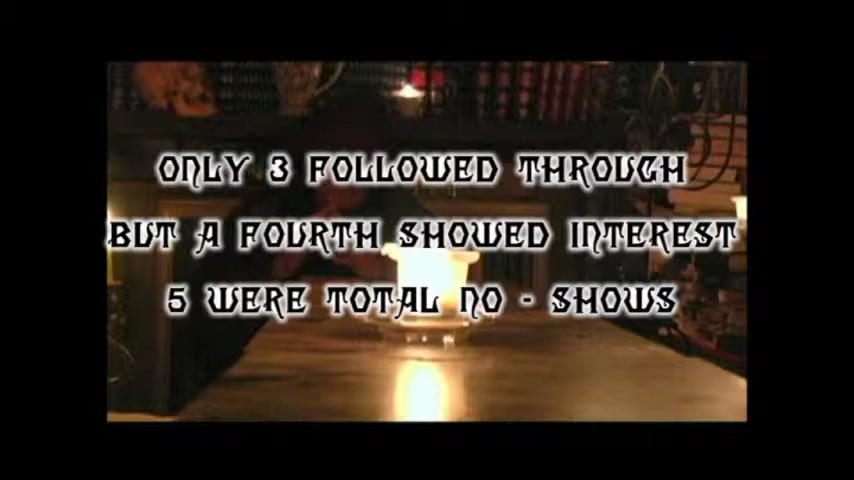 ONLY 3 FOLLOWED THROUGH
BUT A FOURTH SHOWED INTEREST
5 WERE TOTAL NO - SHOWS